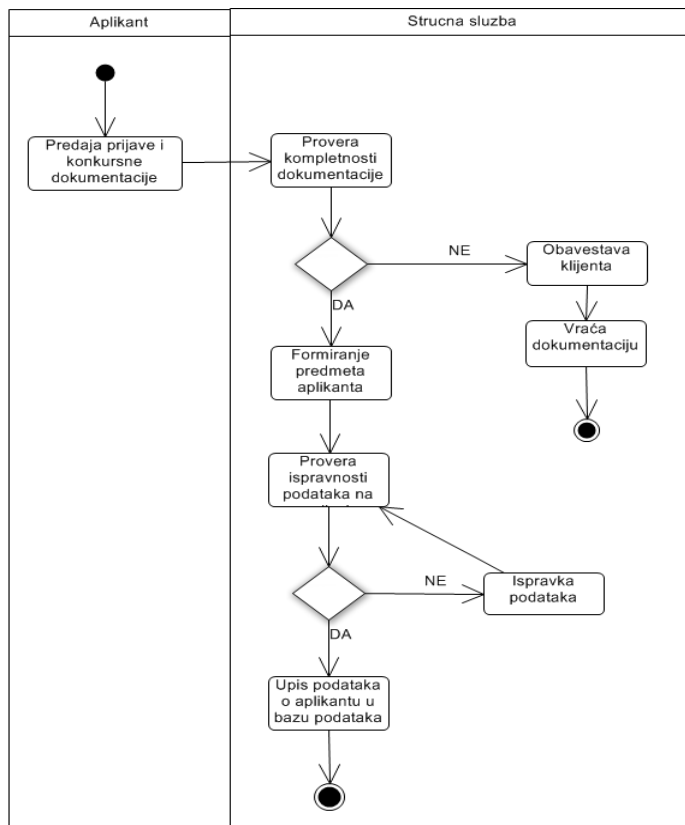 Aplikant
Strucna sluzba
Predaja prijave i
konkursne
dokumentacije
Provera
kompletnosti
dokumentacije
NE
Obavestava
klijenta
DA
Vraća
dokumentaciju
Formiranje
predmeta
aplikanta
Provera
ispravnosti
podataka na
NE
Ispravka
podataka
DA
Upis podataka
o aplikantu u
bazu podataka